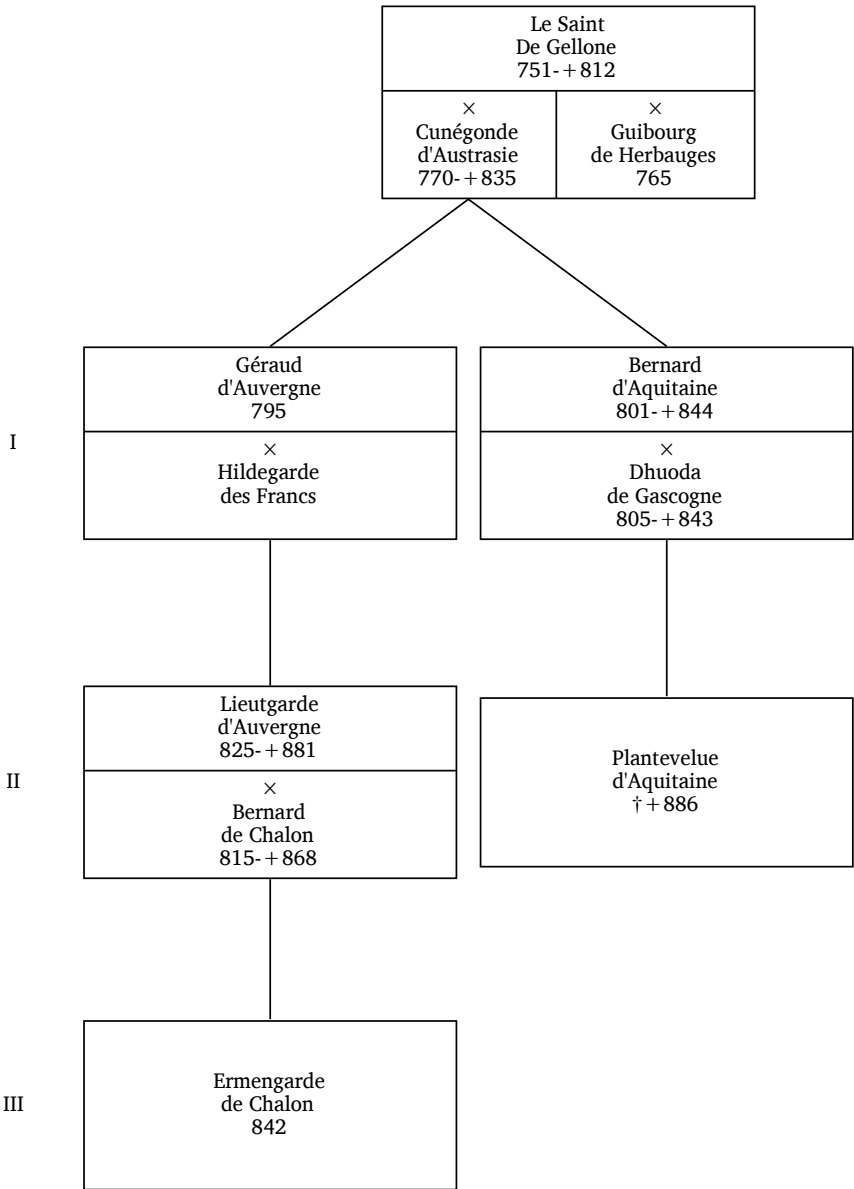 Le Saint
De Gellone
751-+812
×
Cunégonde
d'Austrasie
770-+835
×
Guibourg
de Herbauges
765
I
Géraud
d'Auvergne
795
×
Hildegarde
des Francs
Bernard
d'Aquitaine
801-+844
×
Dhuoda
de Gascogne
805-+843
II
Lieutgarde
d'Auvergne
825-+881
×
Bernard
de Chalon
815-+868
Plantevelue
d'Aquitaine
†+886
III
Ermengarde
de Chalon
842